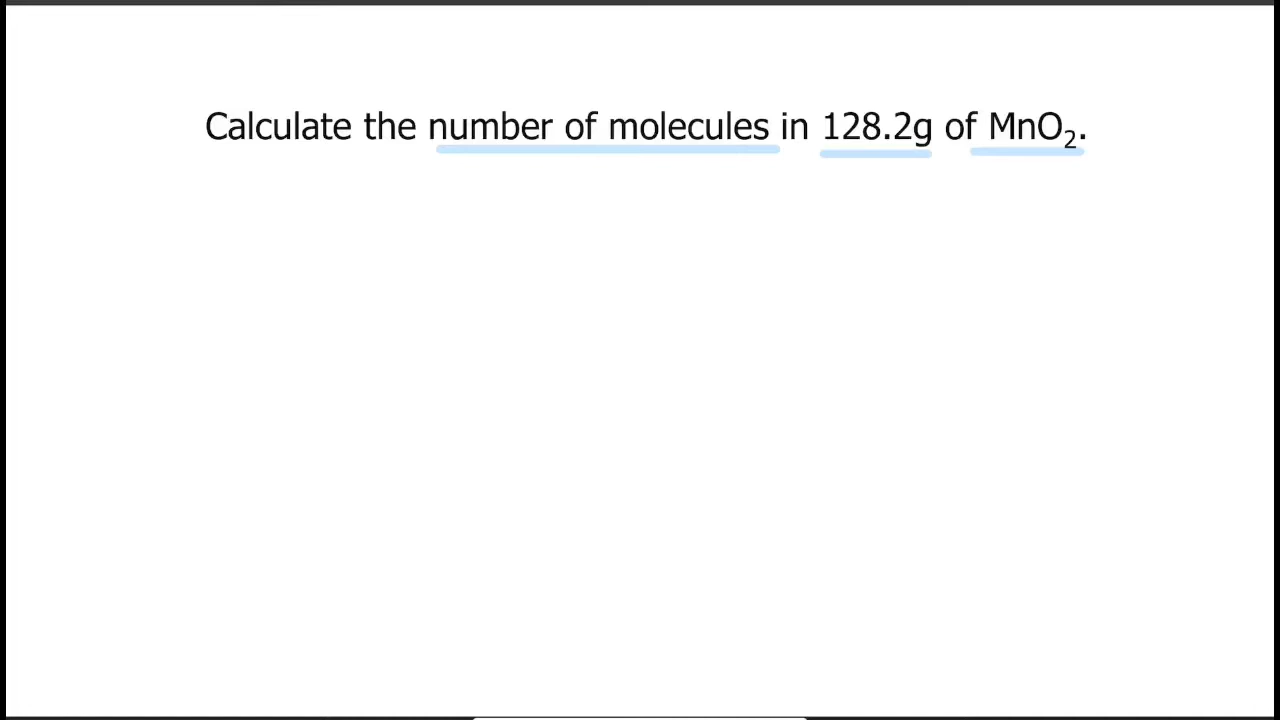 Calculate the number of molecules in 128.2g of MnO₂.